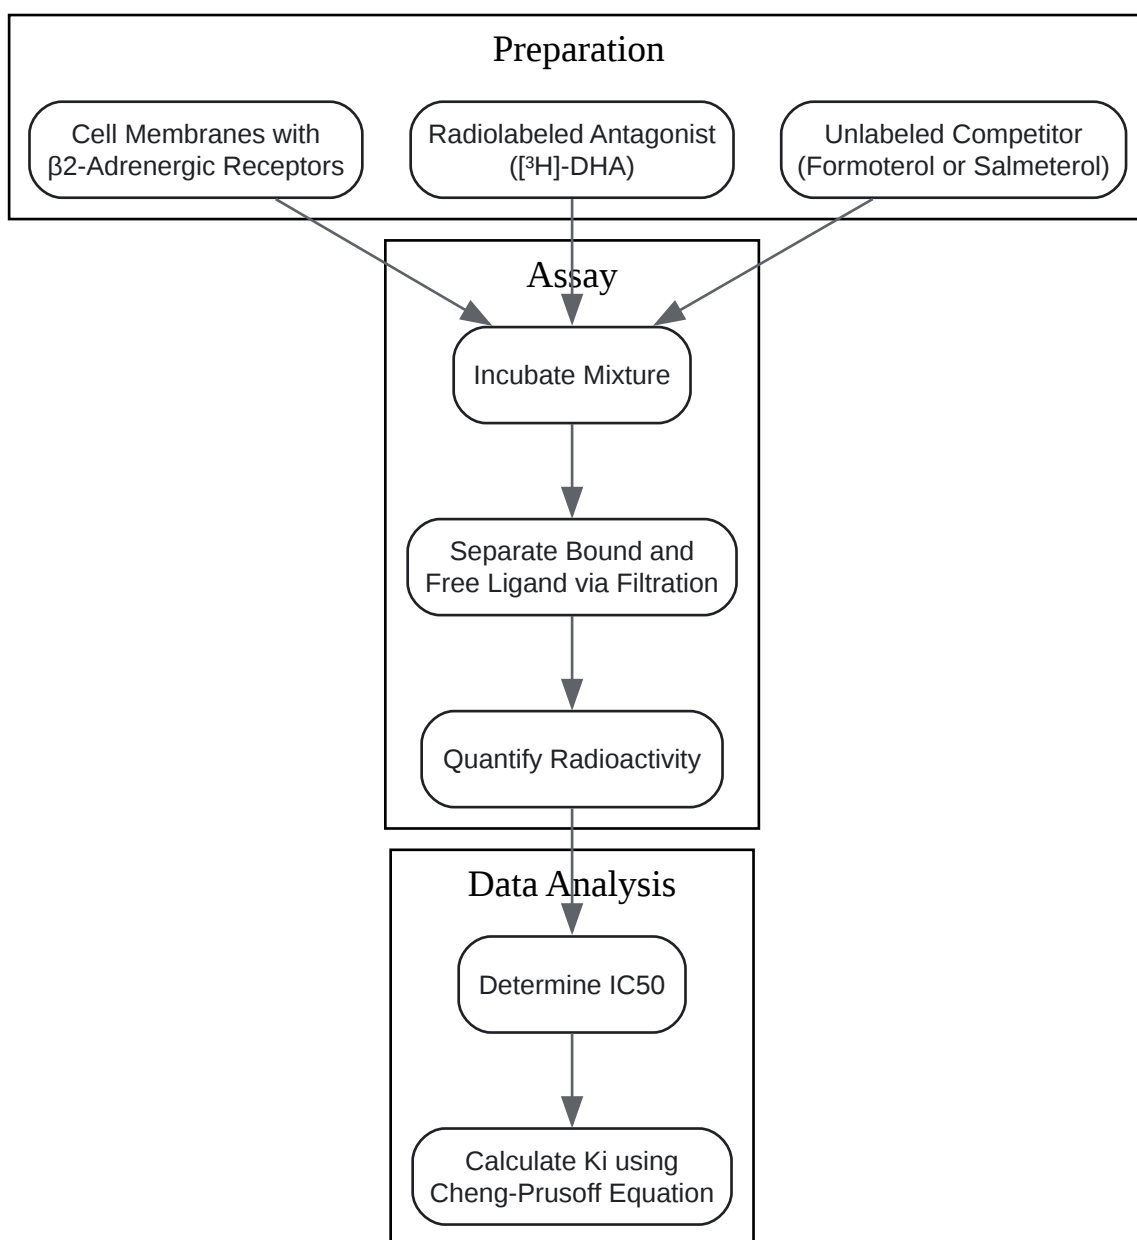 Preparation
Cell Membranes with
β2-Adrenergic Receptors
Radiolabeled Antagonist
([³H]-DHA)
Unlabeled Competitor
(Formoterol or Salmeterol)
Assay
Incubate Mixture
Separate Bound and
Free Ligand via Filtration
Quantify Radioactivity
Data Analysis
Determine IC50
Calculate Ki using
Cheng-Prusoff Equation